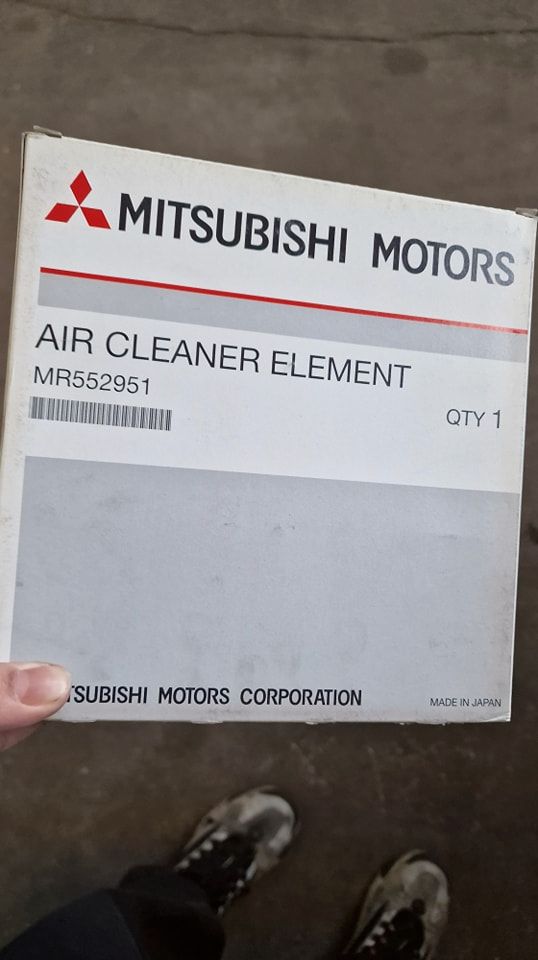 MITSUBISHI MOTORS
AIR CLEANER ELEMENT
MR552951
QTY 1
TSUBISHI MOTORS CORPORATION
MADE IN JAPAN